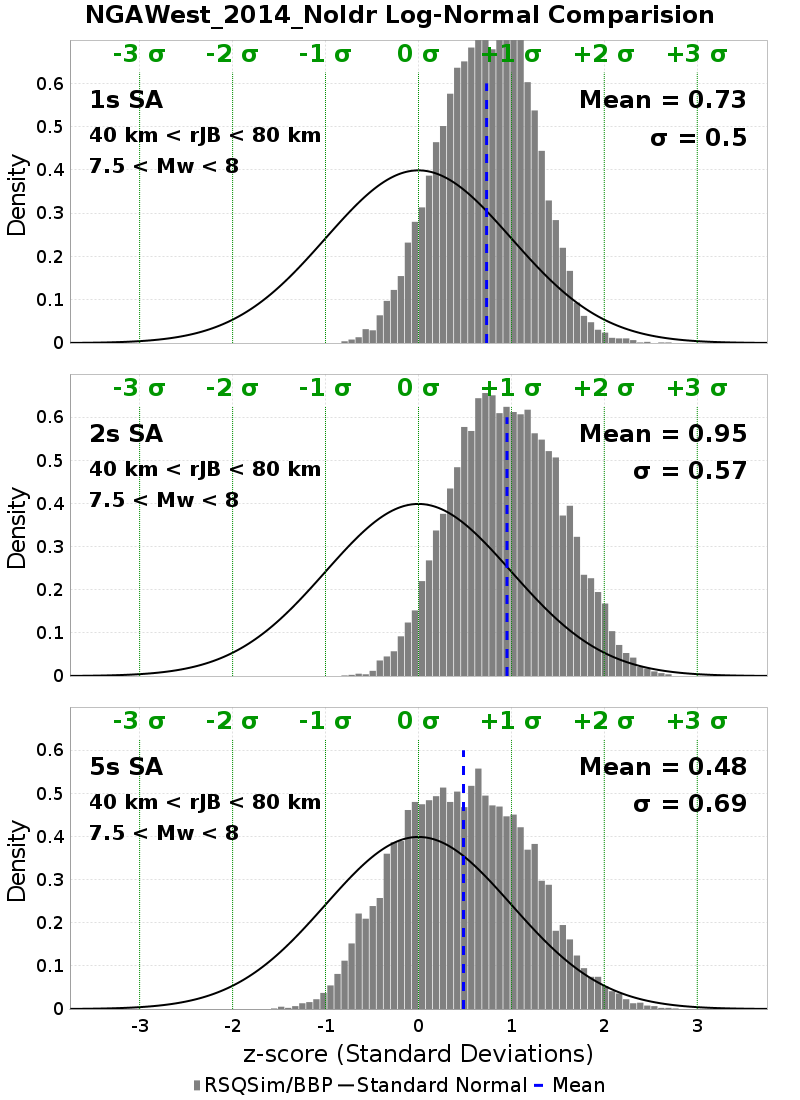 NGAWest_2014_NoIdr Log-Normal Comparision
-3 σ -2 σ -1 σ 0 σ +1 σ +2 σ +3 σ
1s SA
Mean = 0.73
40 km < rJB < 80 km
σ = 0.5
7.5 < Mw < 8
Density
0.6
0.5
0.4
0.3
0.2
0.1
0
-3 σ -2 σ -1 σ 0 σ +1 σ +2 σ +3 σ
2s SA
Mean = 0.95
40 km < rJB < 80 km
σ = 0.57
7.5 < Mw < 8
Density
0.6
0.5
0.4
0.3
0.2
0.1
0
-3 σ -2 σ -1 σ 0 σ +1 σ +2 σ +3 σ
5s SA
Mean = 0.48
40 km < rJB < 80 km
σ = 0.69
7.5 < Mw < 8
Density
0.6
0.5
0.4
0.3
0.2
0.1
0
-3 -2 -1 0 1 2 3
z-score (Standard Deviations)
RSQSim/BBP Standard Normal Mean